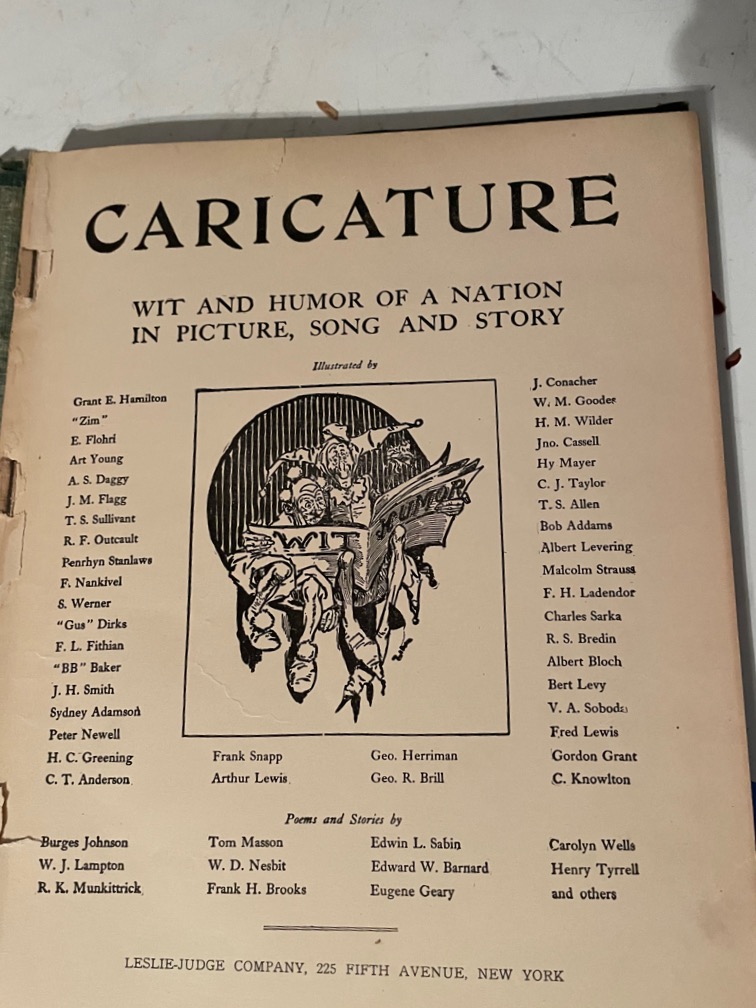 CARICATURE
WIT AND HUMOR OF A NATION
IN PICTURE, SONG AND STORY
Illustrated by
Grant E. Hamilton
"Zim"
E. Flohri
Art Young
A. S. Daggy
J. M. Flagg
T. S. Sullivant
R. F. Outcault
Penrhyn Stanlaws
F. Nankivel
S. Werner
"Gus" Dirks
F. L. Fithian
"BB" Baker
J. H. Smith
Sydney Adamson
Peter Newell
H. C. Greening
C. T. Anderson
WIT
HUMOR
Frank Snapp
Arthur Lewis
Geo. Herriman
Geo. R. Brill
J. Conacher
W. M. Goodes
H. M. Wilder
Jno. Cassell
Hy Mayer
C. J. Taylor
T. S. Allen
Bob Addams
Albert Levering
Malcolm Strauss
F. H. Ladendor
Charles Sarka
R. S. Bredin
Albert Bloch
Bert Levy
V. A. Soboda
Fred Lewis
Gordon Grant
C. Knowlton
Poems and Stories by
Burges Johnson
W. J. Lampton
R. K. Munkittrick
Tom Masson
W. D. Nesbit
Frank H. Brooks
Edwin L. Sabin
Edward W. Barnard
Eugene Geary
Carolyn Wells
Henry Tyrrell
and others
LESLIE-JUDGE COMPANY, 225 FIFTH AVENUE, NEW YORK